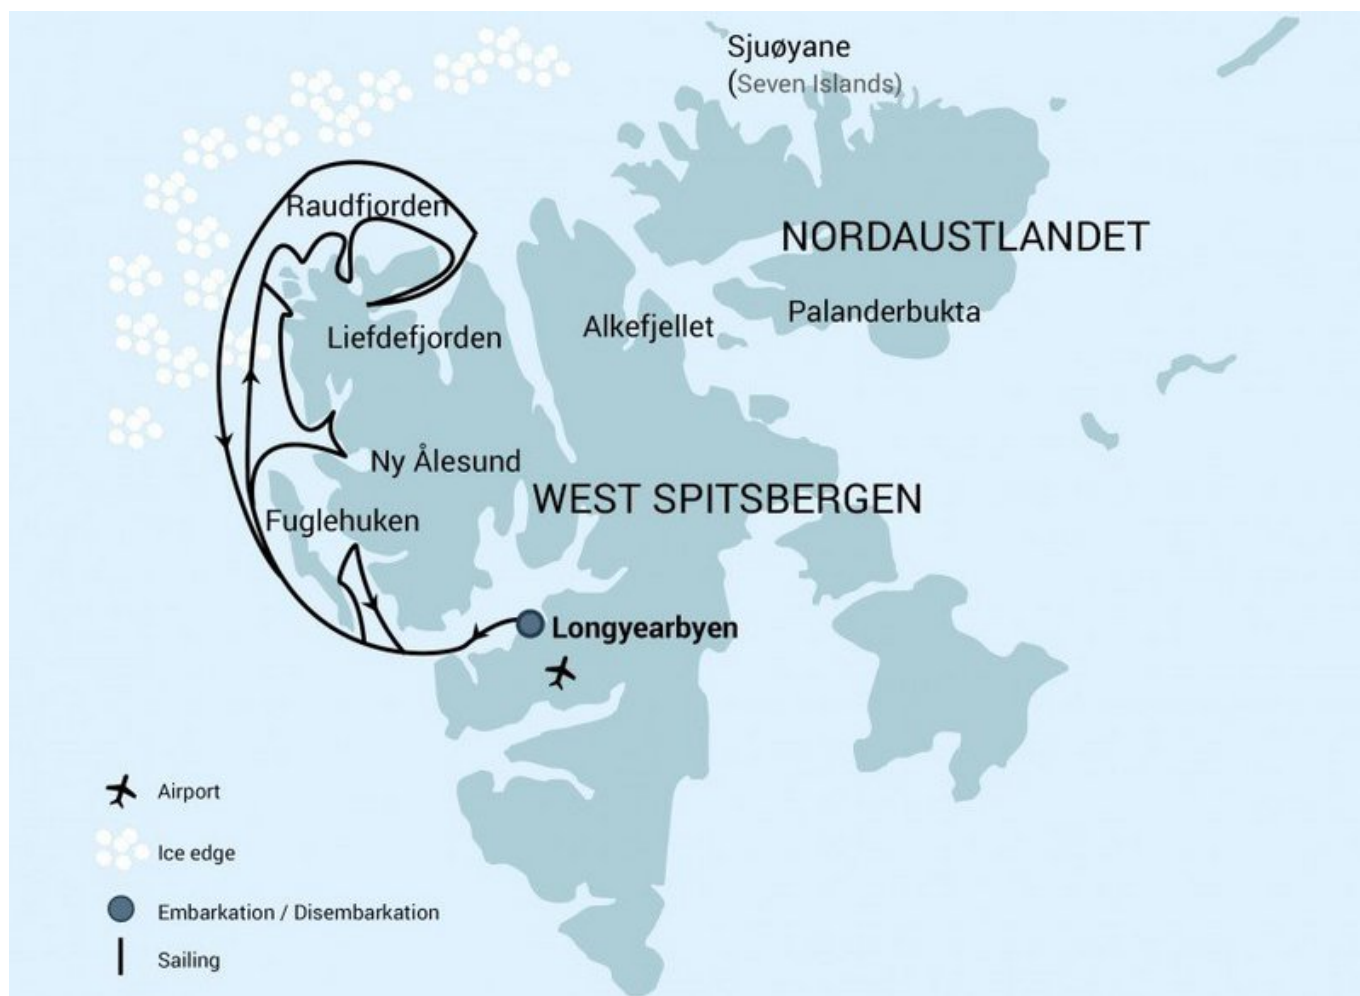 Sjuøyane
(Seven Islands)
Raudfjorden
NORDAUSTLANDET
Palanderbukta
Alkefjellet
Liefdefjorden
Ny Ålesund
WEST SPITSBERGEN
Fuglehuken
Longyearbyen
Airport
Ice edge
Embarkation / Disembarkation
Sailing